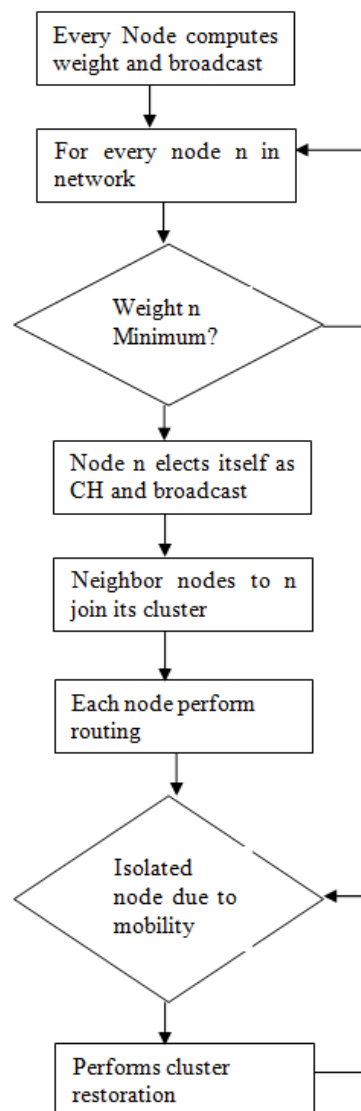 Every Node computes
weight and broadcast
For every node n in
network
Weight n
Minimum?
Node n elects itself as
CH and broadcast
Neighbor nodes to n
join its cluster
Each node perform
routing
Isolated
node due to
mobility
Performs cluster
restoration